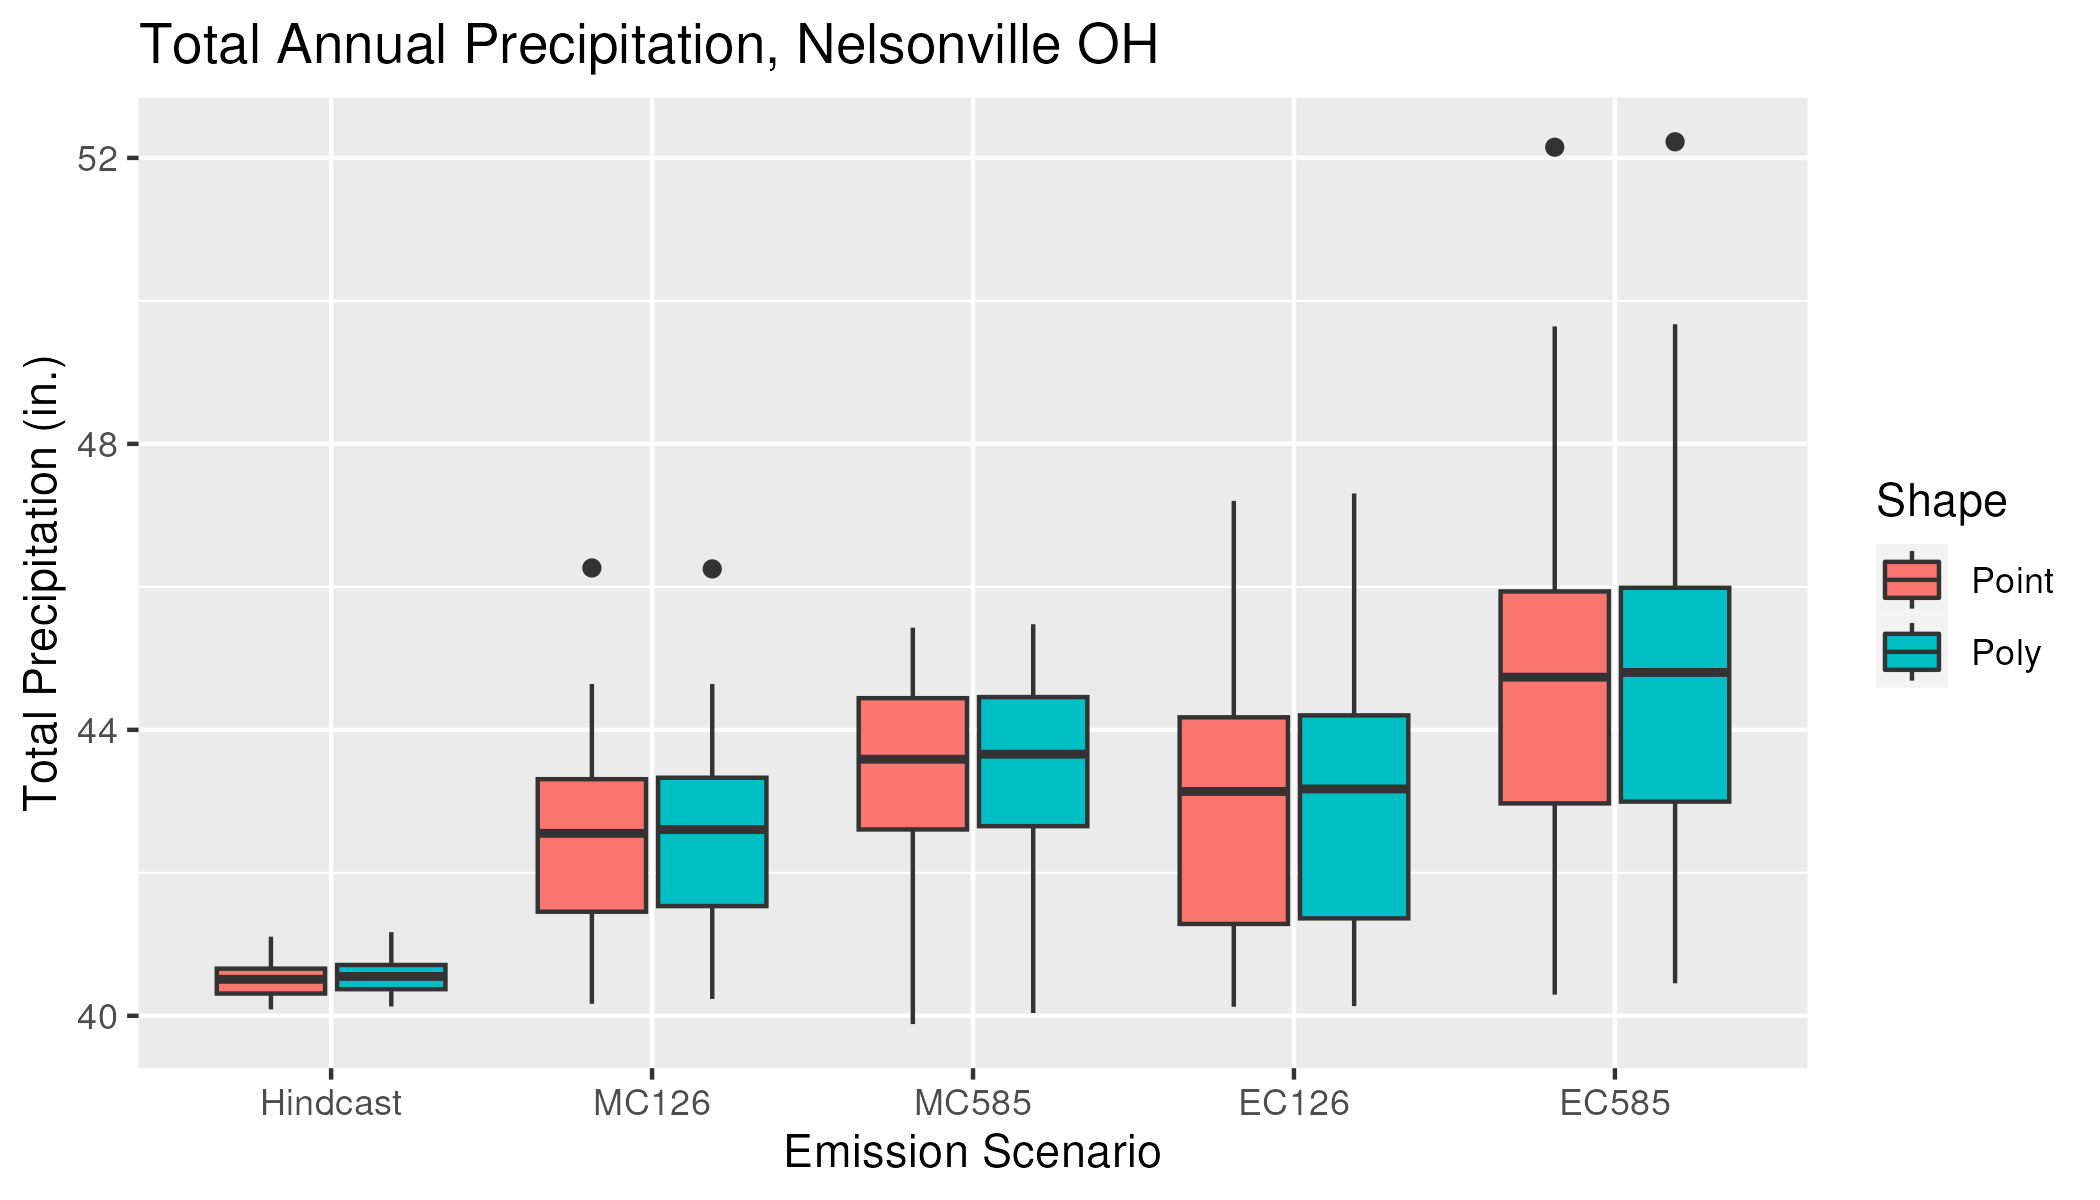 Total Annual Precipitation, Nelsonville OH
Total Precipitation (in.)
52
48
44
40
Hindcast
MC126
MC585
EC126
EC585
Emission Scenario
Shape
Point
Poly